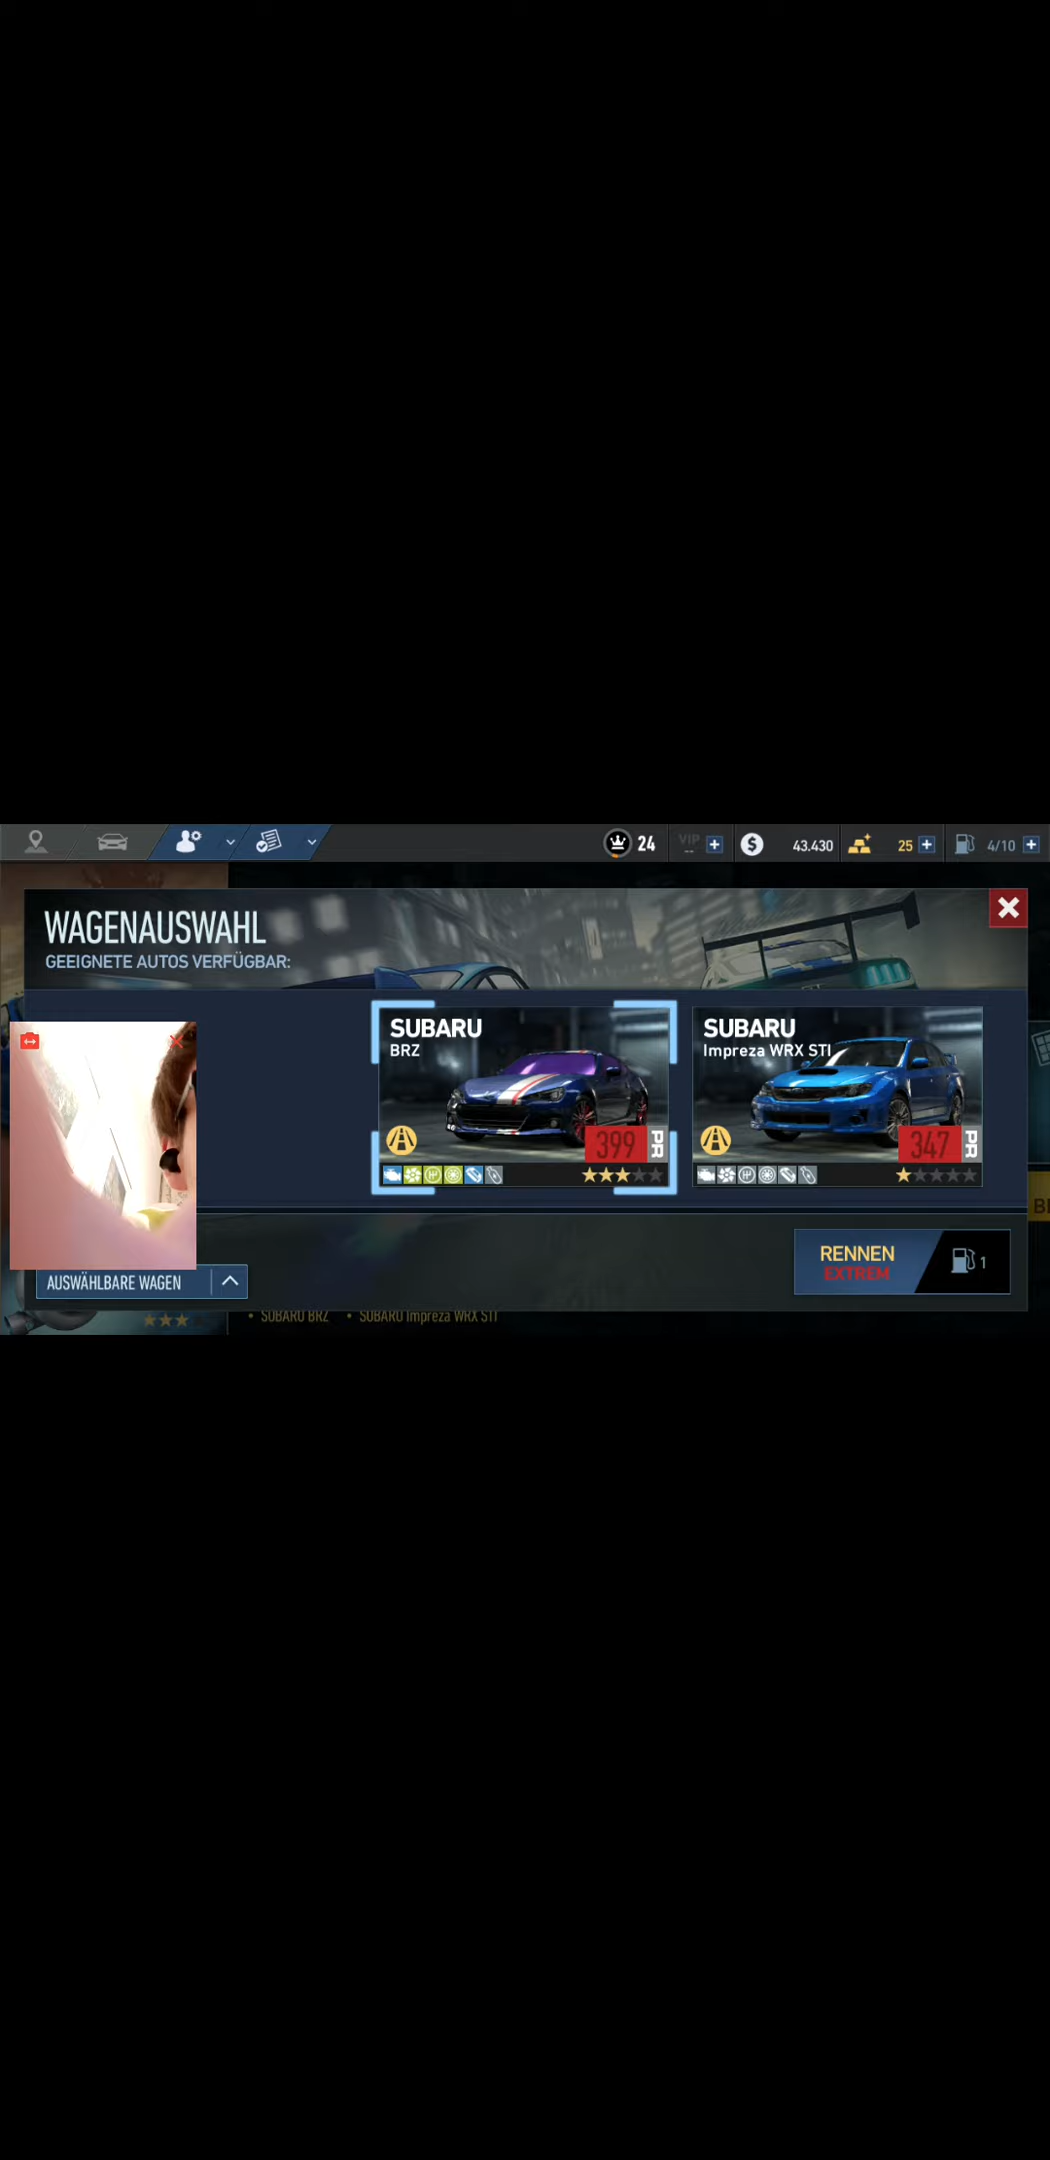 24 VIP -- 43.430 25 4/10
WAGENAUSWAHL
GEEIGNETE AUTOS VERFÜGBAR:
SUBARU
BRZ
399 PR
SUBARU
Impreza WRX STI
347 PR
RENNEN
EXTREM
1
AUSWÄHLBARE WAGEN
• SUBARU BRZ • SUBARU Impreza WRX STI